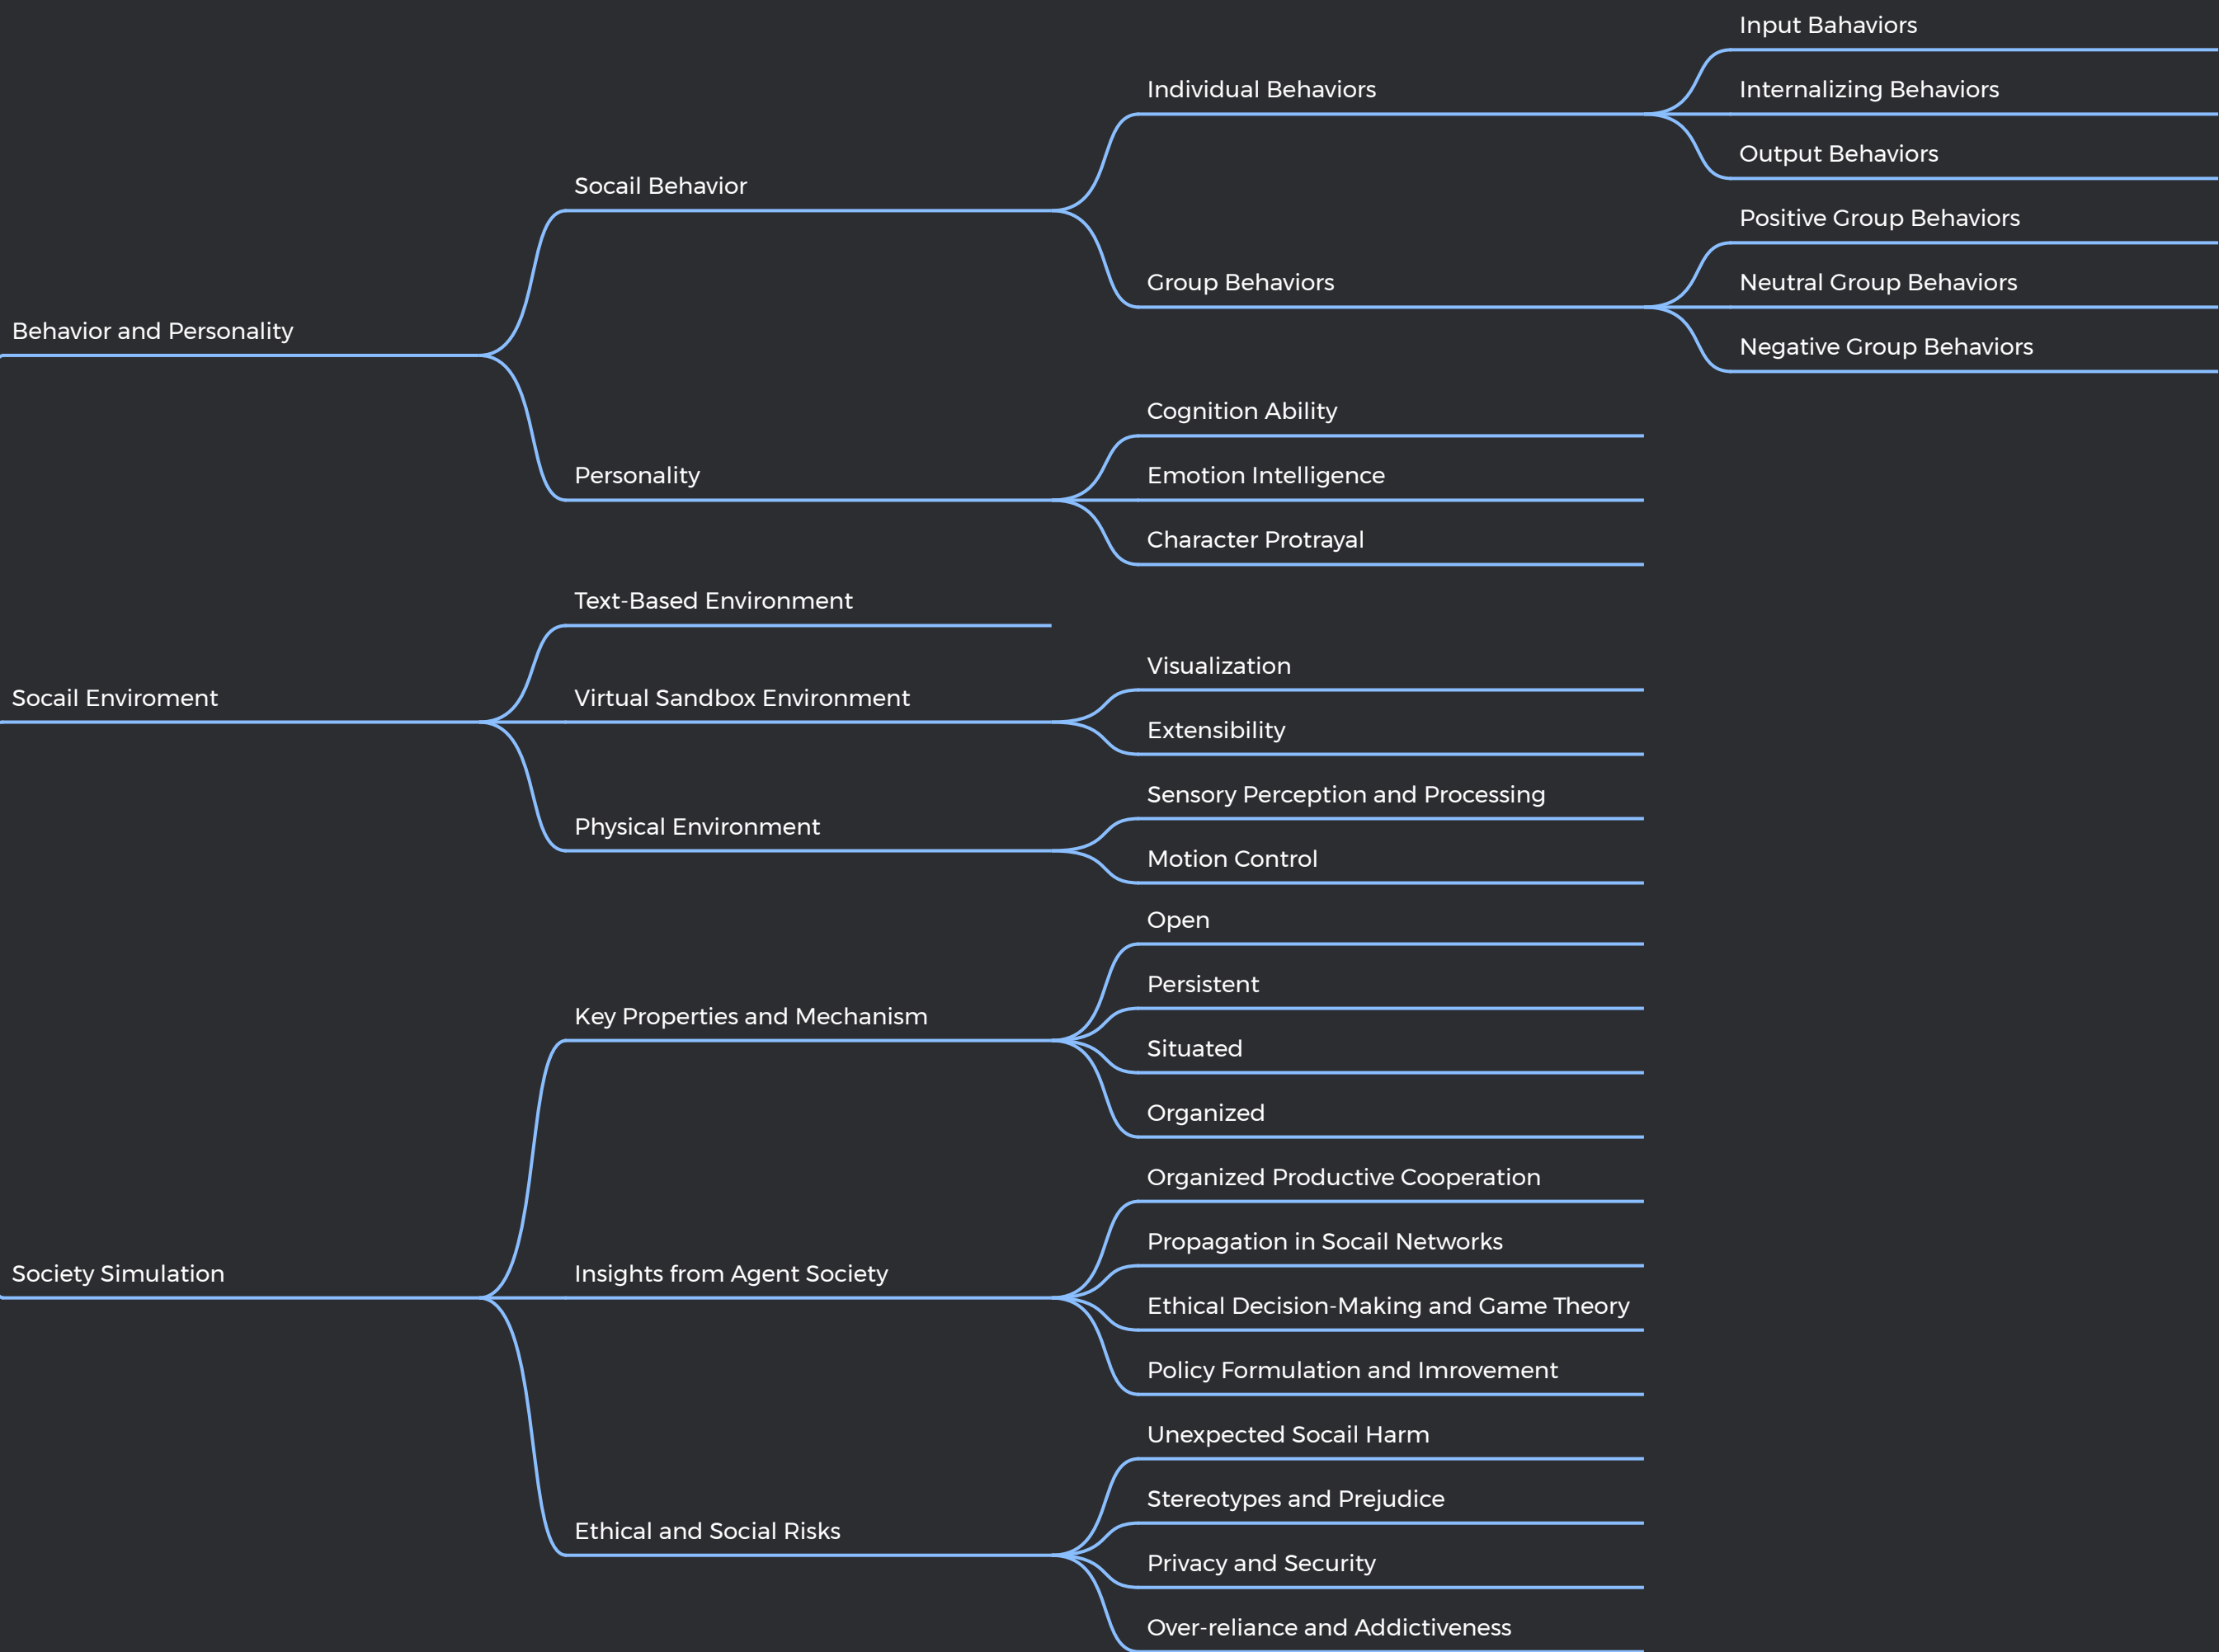 Behavior and Personality
Socail Behavior
Individual Behaviors
Input Bahaviors
Internalizing Behaviors
Output Behaviors
Group Behaviors
Positive Group Behaviors
Neutral Group Behaviors
Negative Group Behaviors
Personality
Cognition Ability
Emotion Intelligence
Character Protrayal
Socail Enviroment
Text-Based Environment
Virtual Sandbox Environment
Visualization
Extensibility
Physical Environment
Sensory Perception and Processing
Motion Control
Society Simulation
Key Properties and Mechanism
Open
Persistent
Situated
Organized
Insights from Agent Society
Organized Productive Cooperation
Propagation in Socail Networks
Ethical Decision-Making and Game Theory
Policy Formulation and Imrovement
Ethical and Social Risks
Unexpected Socail Harm
Stereotypes and Prejudice
Privacy and Security
Over-reliance and Addictiveness